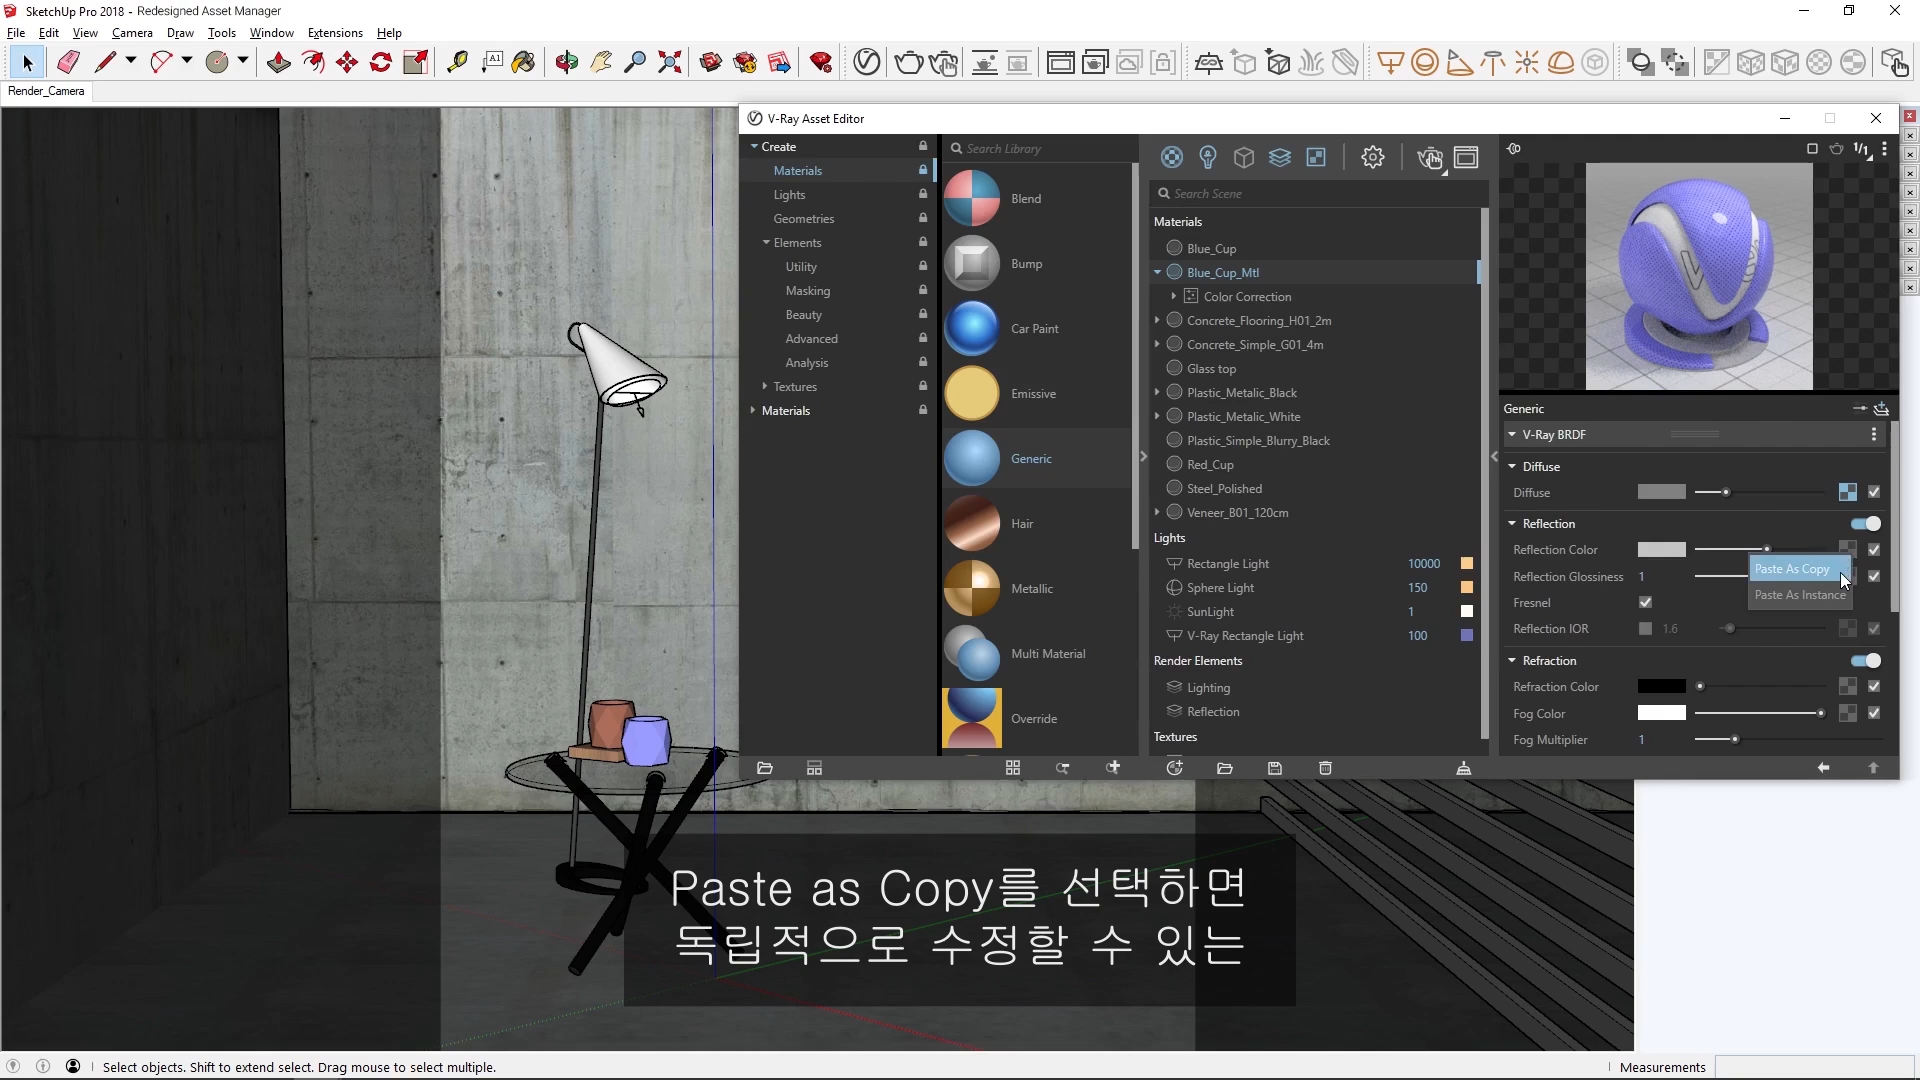 SketchUp Pro 2018 - Redesigned Asset Manager
File Edit View Camera Draw Tools Window Extensions Help
A1
Render_Camera
V-Ray Asset Editor
Create
Materials
Lights
Geometries
Elements
Utility
Masking
Beauty
Advanced
Analysis
Textures
Materials
Search Library
Blend
Bump
Car Paint
Emissive
Generic
Hair
Metallic
Multi Material
Override
Search Scene
Materials
Blue_Cup
Blue_Cup_Mtl
Color Correction
Concrete_Flooring_H01_2m
Concrete_Simple_G01_4m
Glass top
Plastic_Metalic_Black
Plastic_Metalic_White
Plastic_Simple_Blurry_Black
Red_Cup
Steel_Polished
Veneer_B01_120cm
Lights
Rectangle Light 10000
Sphere Light 150
SunLight 1
V-Ray Rectangle Light 100
Render Elements
Lighting
Reflection
Textures
1/1
Generic
V-Ray BRDF
Diffuse
Diffuse
Reflection
Reflection Color
Reflection Glossiness 1
Paste As Copy
Paste As Instance
Fresnel
Reflection IOR 1.6
Refraction
Refraction Color
Fog Color
Fog Multiplier 1
Paste as Copy를 선택하면
독립적으로 수정할 수 있는
Select objects. Shift to extend select. Drag mouse to select multiple.
Measurements